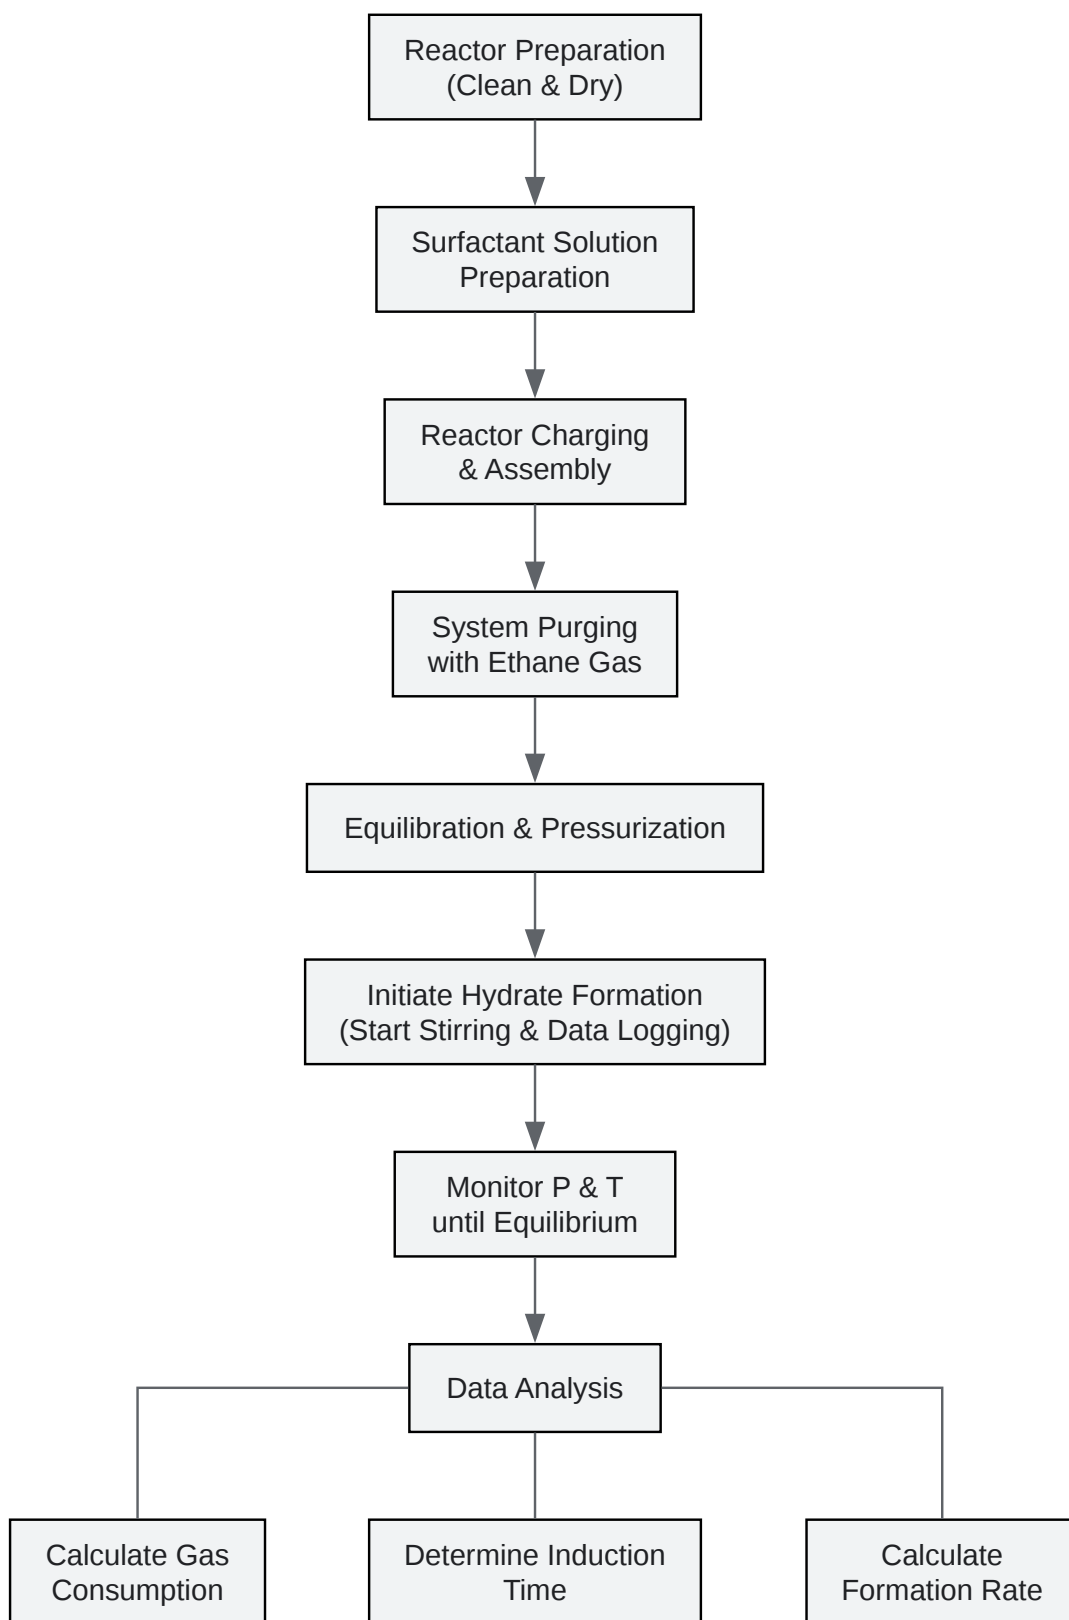 Reactor Preparation
(Clean & Dry)
Surfactant Solution
Preparation
Reactor Charging
& Assembly
System Purging
with Ethane Gas
Equilibration & Pressurization
Initiate Hydrate Formation
(Start Stirring & Data Logging)
Monitor P & T
until Equilibrium
Data Analysis
Calculate Gas
Consumption
Determine Induction
Time
Calculate
Formation Rate